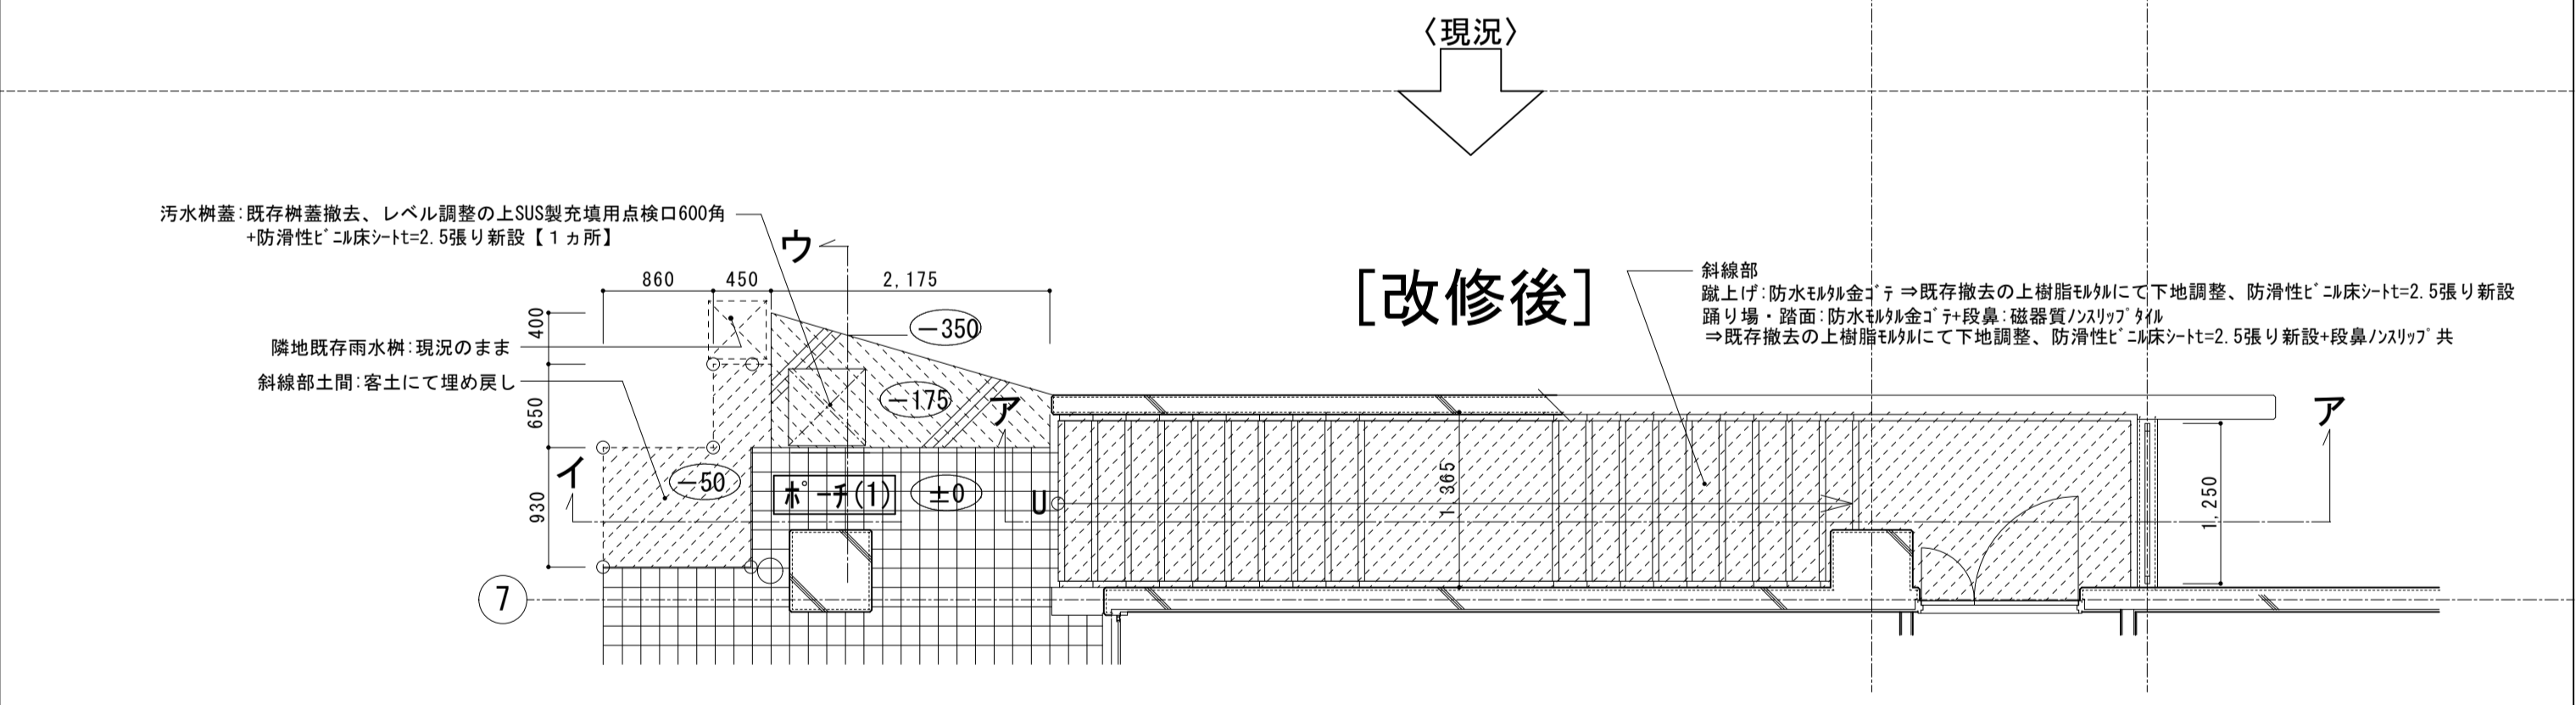 〈現況〉
汚水桝蓋:既存桝蓋撤去、レベル調整の上SUS製充填用点検口600角
+防滑性ﾋﾞﾆﾙ床ｼｰﾄt=2.5張り新設【１ヵ所】
ウ
860
450
2,175
[改修後]
斜線部
蹴上げ:防水ﾓﾙﾀﾙ金ｺﾞﾃ⇒既存撤去の上樹脂ﾓﾙﾀﾙにて下地調整、防滑性ﾋﾞﾆﾙ床ｼｰﾄt=2.5張り新設
踊り場・踏面:防水ﾓﾙﾀﾙ金ｺﾞﾃ+段鼻:磁器質ﾉﾝｽﾘｯﾌﾟﾀｲﾙ
⇒既存撤去の上樹脂ﾓﾙﾀﾙにて下地調整、防滑性ﾋﾞﾆﾙ床ｼｰﾄt=2.5張り新設+段鼻ﾉﾝｽﾘｯﾌﾟ共
400
-350
隣地既存雨水桝:現況のまま
斜線部土間:客土にて埋め戻し
650
-175
ア
ア
イ
-50
ﾎﾟｰﾁ(1)
±0
U
1,365
1,250
930
7